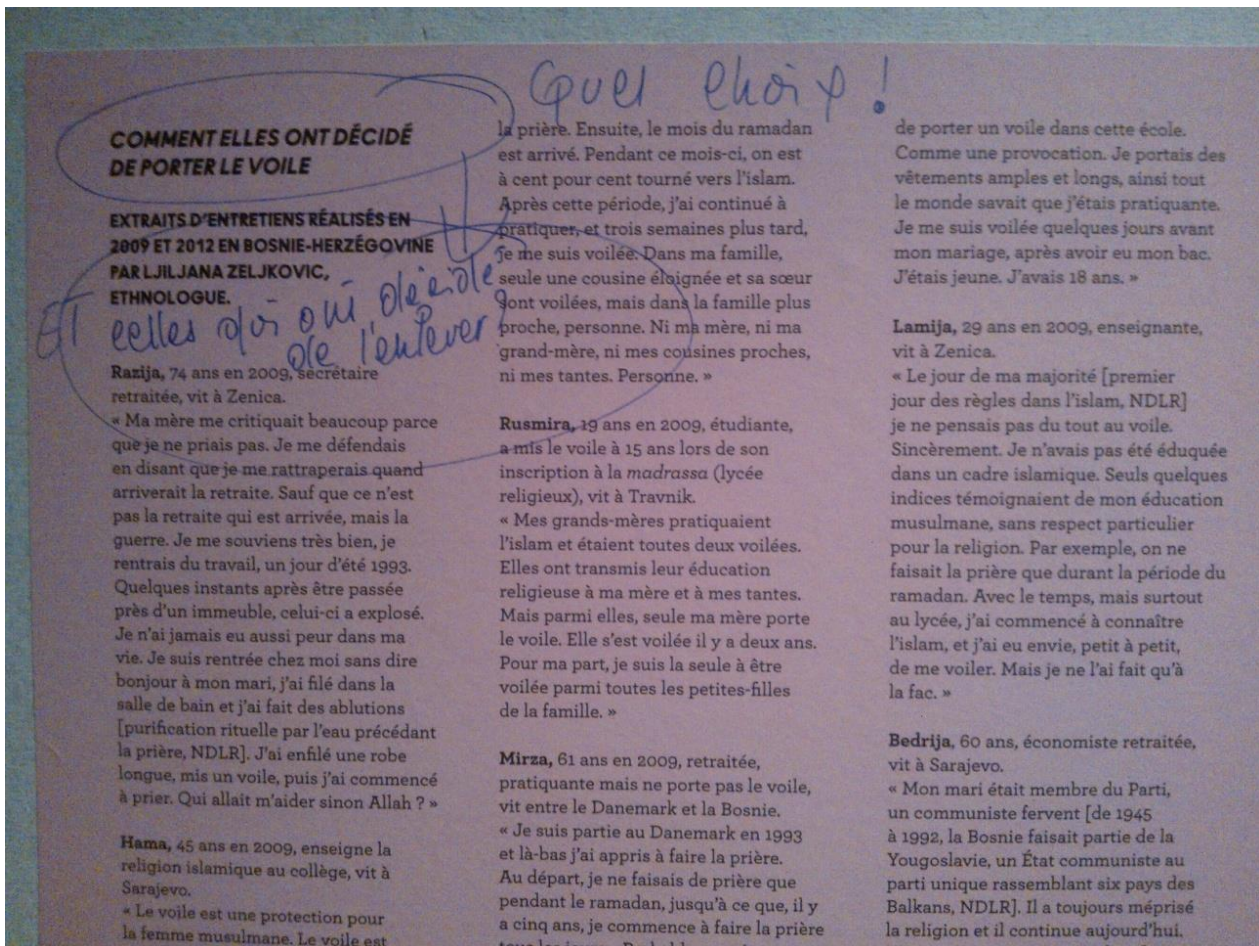 Quel choix !
COMMENT ELLES ONT DÉCIDÉ
DE PORTER LE VOILE
EXTRAITS D'ENTRETIENS RÉALISÉS EN
2009 ET 2012 EN BOSNIE-HERZÉGOVINE
PAR LJILJANA ZELJKOVIC,
ETHNOLOGUE.
ET celles qui ont décidé
de l'enlever?
Razija, 74 ans en 2009, secrétaire
retraitée, vit à Zenica.
« Ma mère me critiquait beaucoup parce
que je ne priais pas. Je me défendais
en disant que je me rattraperais quand
arriverait la retraite. Sauf que ce n'est
pas la retraite qui est arrivée, mais la
guerre. Je me souviens très bien, je
rentrais du travail, un jour d'été 1993.
Quelques instants après être passée
près d'un immeuble, celui-ci a explosé.
Je n'ai jamais eu aussi peur dans ma
vie. Je suis rentrée chez moi sans dire
bonjour à mon mari, j'ai filé dans la
salle de bain et j'ai fait des ablutions
[purification rituelle par l'eau précédant
la prière, NDLR]. J'ai enfilé une robe
longue, mis un voile, puis j'ai commencé
à prier. Qui allait m'aider sinon Allah ? »
Hama, 45 ans en 2009, enseigne la
religion islamique au collège, vit à
Sarajevo.
« Le voile est une protection pour
la femme musulmane. Le voile est
la prière. Ensuite, le mois du ramadan
est arrivé. Pendant ce mois-ci, on est
à cent pour cent tourné vers l'islam.
Après cette période, j'ai continué à
pratiquer, et trois semaines plus tard,
je me suis voilée. Dans ma famille,
seule une cousine éloignée et sa sœur
sont voilées, mais dans la famille plus
proche, personne. Ni ma mère, ni ma
grand-mère, ni mes cousines proches,
ni mes tantes. Personne. »
Rusmira, 19 ans en 2009, étudiante,
a mis le voile à 15 ans lors de son
inscription à la madrassa (lycée
religieux), vit à Travnik.
« Mes grands-mères pratiquaient
l'islam et étaient toutes deux voilées.
Elles ont transmis leur éducation
religieuse à ma mère et à mes tantes.
Mais parmi elles, seule ma mère porte
le voile. Elle s'est voilée il y a deux ans.
Pour ma part, je suis la seule à être
voilée parmi toutes les petites-filles
de la famille. »
Mirza, 61 ans en 2009, retraitée,
pratiquante mais ne porte pas le voile,
vit entre le Danemark et la Bosnie.
« Je suis partie au Danemark en 1993
et là-bas j'ai appris à faire la prière.
Au départ, je ne faisais de prière que
pendant le ramadan, jusqu'à ce que, il y
a cinq ans, je commence à faire la prière
de porter un voile dans cette école.
Comme une provocation. Je portais des
vêtements amples et longs, ainsi tout
le monde savait que j'étais pratiquante.
Je me suis voilée quelques jours avant
mon mariage, après avoir eu mon bac.
J'étais jeune. J'avais 18 ans. »
Lamija, 29 ans en 2009, enseignante,
vit à Zenica.
« Le jour de ma majorité [premier
jour des règles dans l'islam, NDLR]
je ne pensais pas du tout au voile.
Sincèrement. Je n'avais pas été éduquée
dans un cadre islamique. Seuls quelques
indices témoignaient de mon éducation
musulmane, sans respect particulier
pour la religion. Par exemple, on ne
faisait la prière que durant la période du
ramadan. Avec le temps, mais surtout
au lycée, j'ai commencé à connaître
l'islam, et j'ai eu envie, petit à petit,
de me voiler. Mais je ne l'ai fait qu'à
la fac. »
Bedrija, 60 ans, économiste retraitée,
vit à Sarajevo.
« Mon mari était membre du Parti,
un communiste fervent [de 1945
à 1992, la Bosnie faisait partie de la
Yougoslavie, un État communiste au
parti unique rassemblant six pays des
Balkans, NDLR]. Il a toujours méprisé
la religion et il continue aujourd'hui.